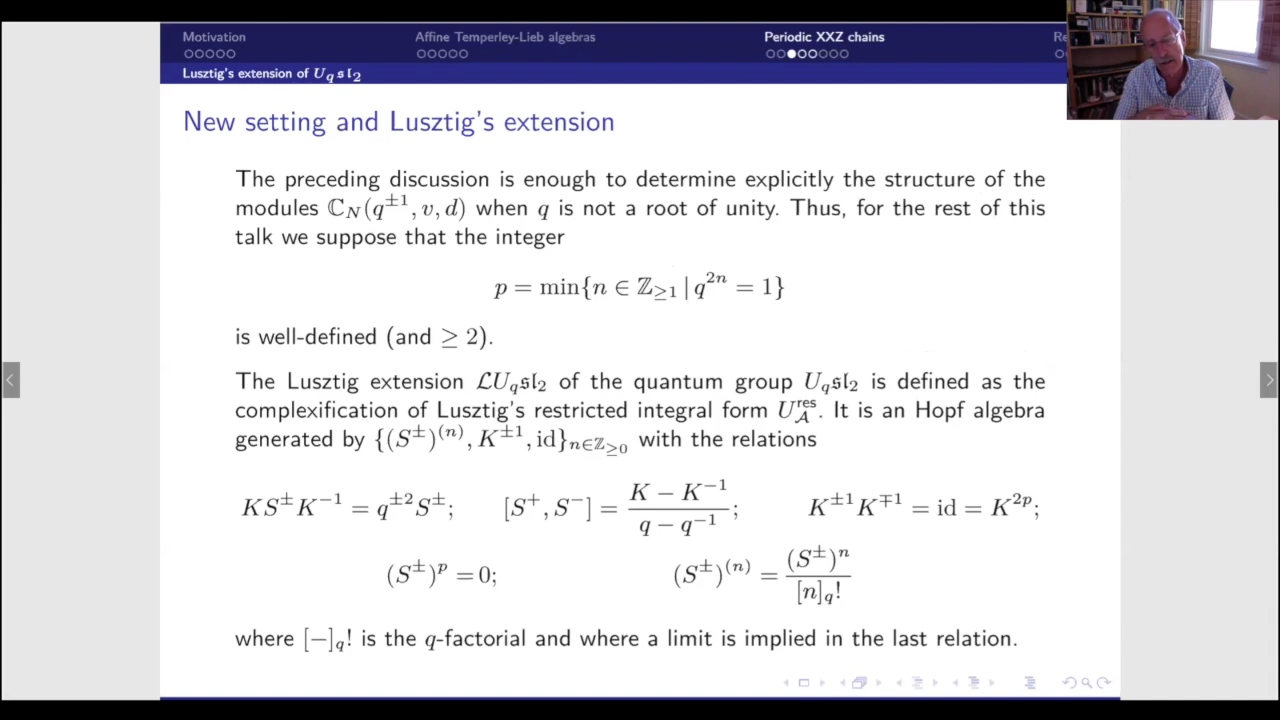 Motivation Affine Temperley-Lieb algebras Periodic XXZ chains Re
Lusztig's extension of U_q𝔰𝔩_2
New setting and Lusztig's extension
The preceding discussion is enough to determine explicitly the structure of the
modules ℂ_N(q^{±1}, v, d) when q is not a root of unity. Thus, for the rest of this
talk we suppose that the integer
p = min{n ∈ ℤ_{≥1} | q^{2n} = 1}
is well-defined (and ≥ 2).
The Lusztig extension ℒU_q𝔰𝔩_2 of the quantum group U_q𝔰𝔩_2 is defined as the
complexification of Lusztig's restricted integral form U_𝒜^{res}. It is an Hopf algebra
generated by {(S^±)^{(n)}, K^{±1}, id}_{n∈ℤ_{≥0}} with the relations
KS^±K^{-1} = q^{±2}S^±; [S^+, S^-] = \frac{K − K^{-1}}{q − q^{-1}}; K^{±1}K^{∓1} = id = K^{2p};
(S^±)^p = 0; (S^±)^{(n)} = \frac{(S^±)^n}{[n]_q!}
where [−]_q! is the q-factorial and where a limit is implied in the last relation.